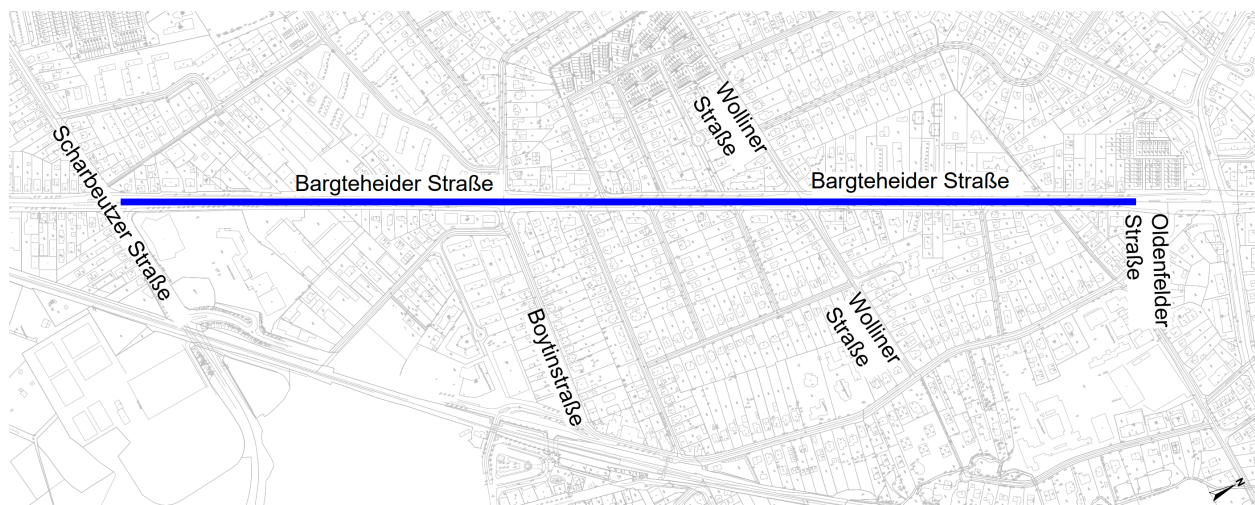 Wolliner
Straße
Scharbeutzer Straße
Bargteheider Straße
Bargteheider Straße
Oldenfelder
Straße
Wolliner
Straße
Boytinstraße
N